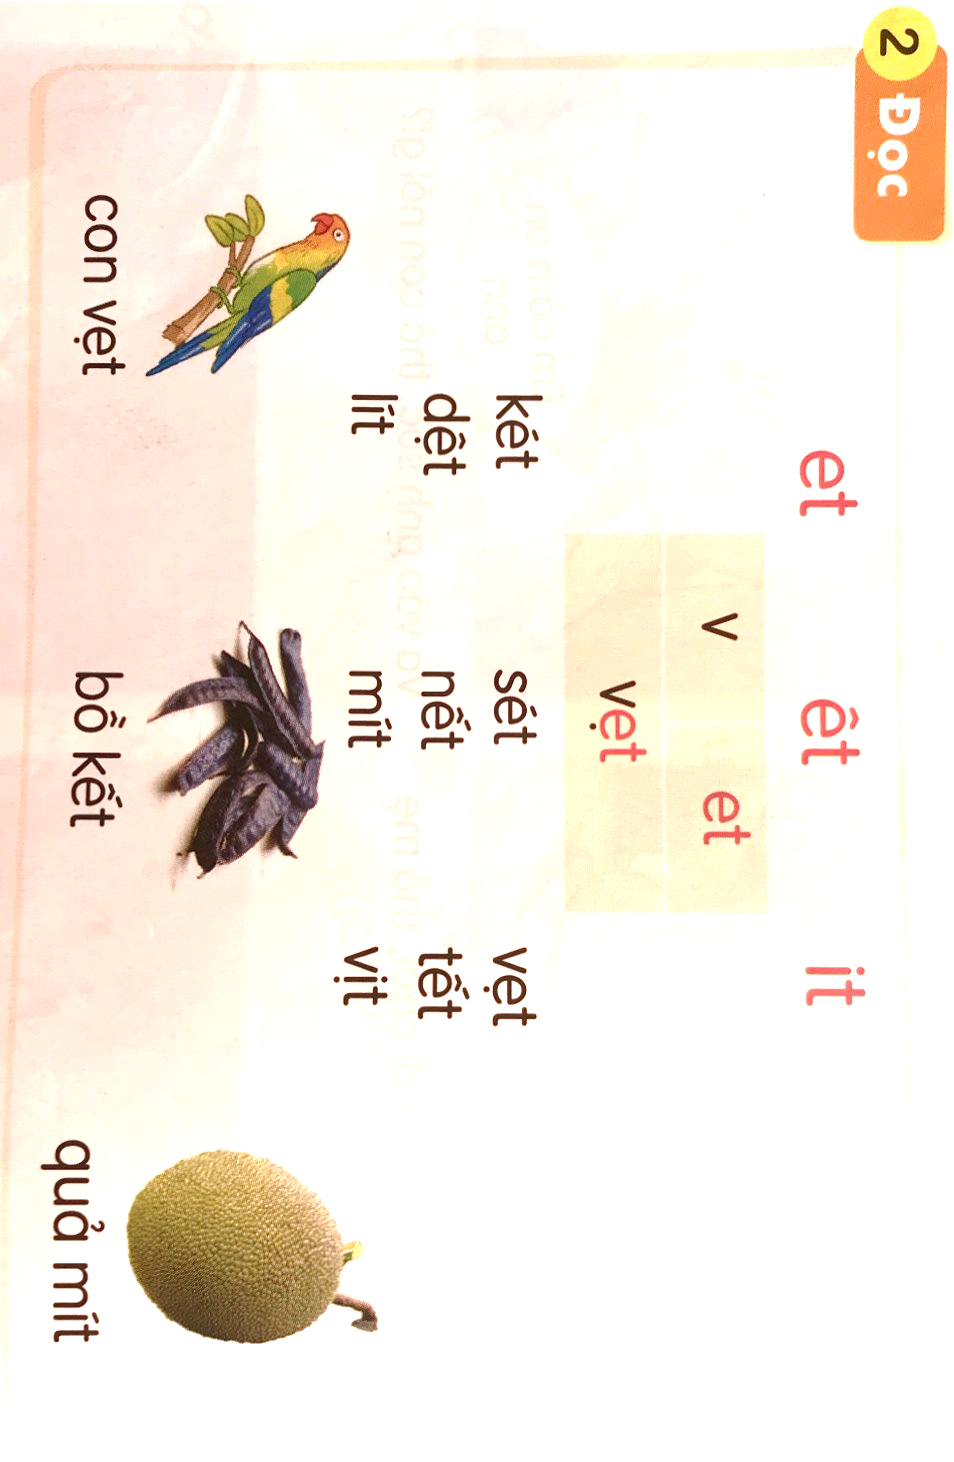 2 Đọc
et êt it
v et
vẹt
két sét vẹt
dệt nết tết
lít mít vịt
con vẹt bồ kết quả mít